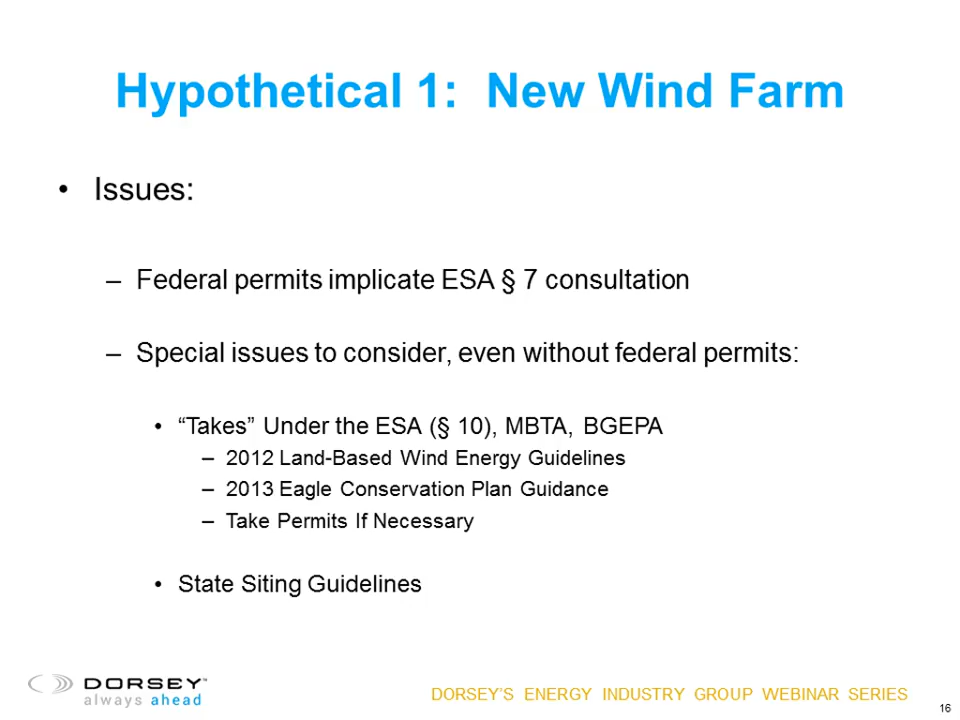 Hypothetical 1:  New Wind Farm
• Issues:
– Federal permits implicate ESA § 7 consultation
– Special issues to consider, even without federal permits:
• “Takes” Under the ESA (§ 10), MBTA, BGEPA
– 2012 Land-Based Wind Energy Guidelines
– 2013 Eagle Conservation Plan Guidance
– Take Permits If Necessary
• State Siting Guidelines
DORSEY™
always ahead
DORSEY’S ENERGY INDUSTRY GROUP WEBINAR SERIES
16